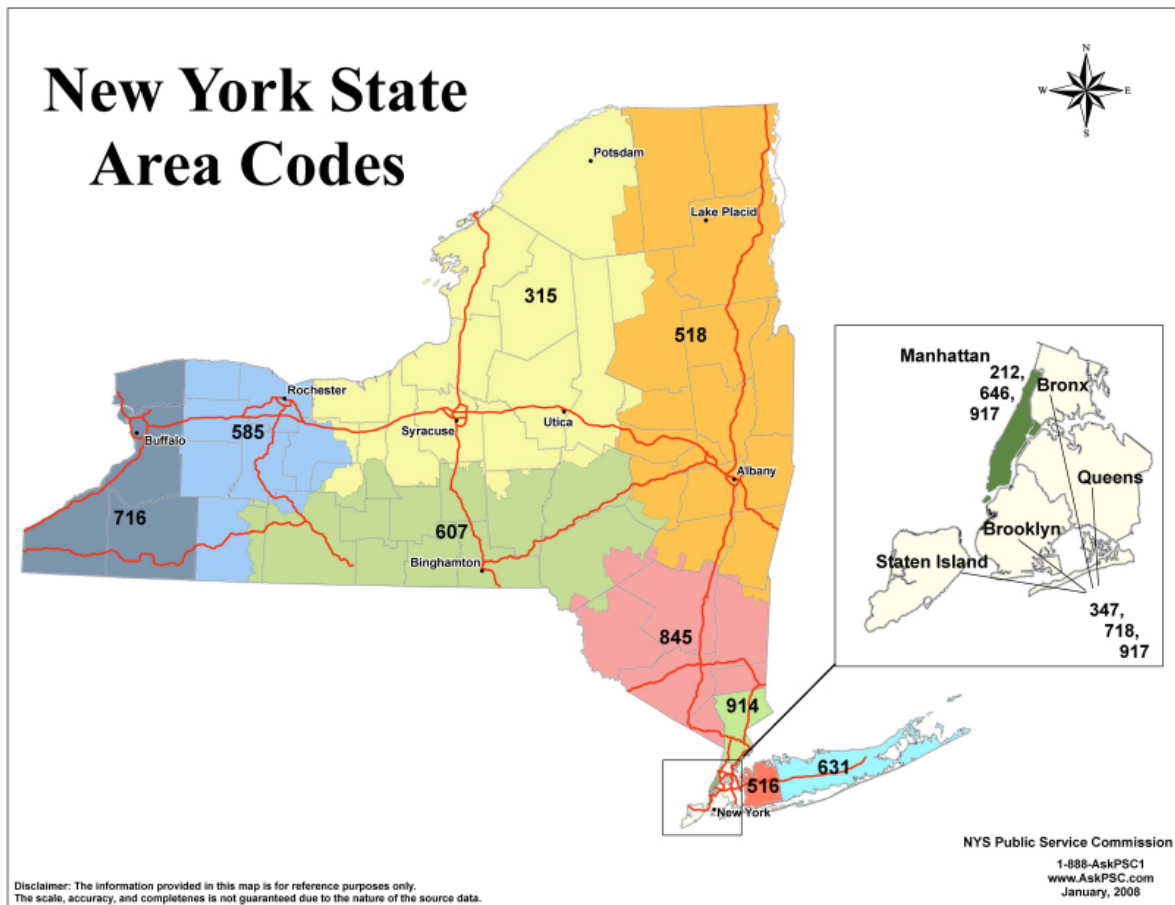 New York State
Area Codes
N
W
E
S
Potsdam
Lake Placid
315
518
Rochester
Buffalo
585
Syracuse
Utica
Albany
716
607
Binghamton
845
914
631
516
New York
Manhattan
212,
646,
917
Bronx
Queens
Brooklyn
Staten Island
347,
718,
917
NYS Public Service Commission
1-888-AskPSC1
www.AskPSC.com
January, 2008
Disclaimer: The information provided in this map is for reference purposes only.
The scale, accuracy, and completenes is not guaranteed due to the nature of the source data.